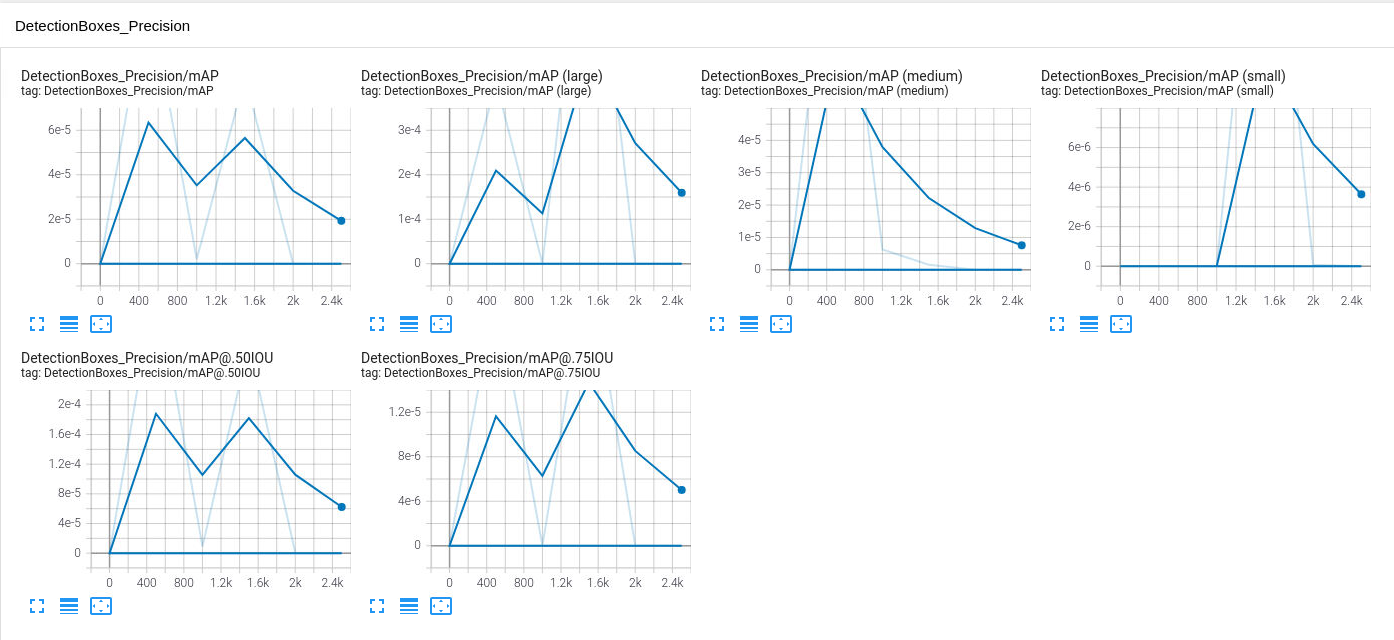 DetectionBoxes_Precision
DetectionBoxes_Precision/mAP
tag: DetectionBoxes_Precision/mAP
6e-5
4e-5
2e-5
0
0 400 800 1.2k 1.6k 2k 2.4k
DetectionBoxes_Precision/mAP (large)
tag: DetectionBoxes_Precision/mAP (large)
3e-4
2e-4
1e-4
0
0 400 800 1.2k 1.6k 2k 2.4k
DetectionBoxes_Precision/mAP (medium)
tag: DetectionBoxes_Precision/mAP (medium)
4e-5
3e-5
2e-5
1e-5
0
0 400 800 1.2k 1.6k 2k 2.4k
DetectionBoxes_Precision/mAP (small)
tag: DetectionBoxes_Precision/mAP (small)
6e-6
4e-6
2e-6
0
0 400 800 1.2k 1.6k 2k 2.4k
DetectionBoxes_Precision/mAP@.50IOU
tag: DetectionBoxes_Precision/mAP@.50IOU
2e-4
1.6e-4
1.2e-4
8e-5
4e-5
0
0 400 800 1.2k 1.6k 2k 2.4k
DetectionBoxes_Precision/mAP@.75IOU
tag: DetectionBoxes_Precision/mAP@.75IOU
1.2e-5
8e-6
4e-6
0
0 400 800 1.2k 1.6k 2k 2.4k